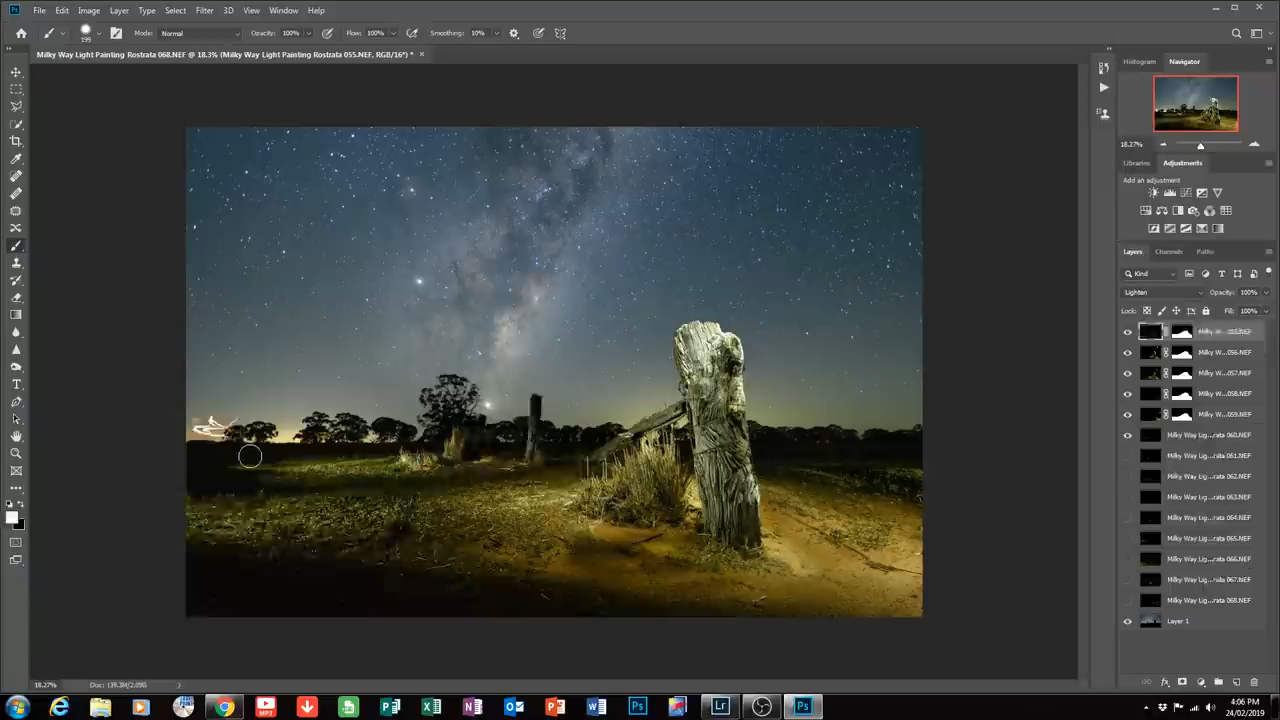 File Edit Image Layer Type Select Filter 3D View Window Help
199 Mode: Normal Opacity: 100% Flow: 100% Smoothing: 10%
Milky Way Light Painting Rostrata 068.NEF @ 18.3% (Milky Way Light Painting Rostrata 055.NEF, RGB/16*) *
Histogram Navigator
18.27%
Libraries Adjustments
Add an adjustment
Layers Channels Paths
Kind
Lighten Opacity: 100%
Lock: Fill: 100%
Milky W...056.NEF
Milky W...057.NEF
Milky W...058.NEF
Milky W...059.NEF
Milky Way Lig...rata 060.NEF
Milky Way Lig...rata 061.NEF
Milky Way Lig...rata 062.NEF
Milky Way Lig...rata 063.NEF
Milky Way Lig...rata 064.NEF
Milky Way Lig...rata 065.NEF
Milky Way Lig...rata 066.NEF
Milky Way Lig...rata 067.NEF
Milky Way Lig...rata 068.NEF
Layer 1
18.27% Doc: 139.3M/2.09G
4:06 PM
24/02/2019